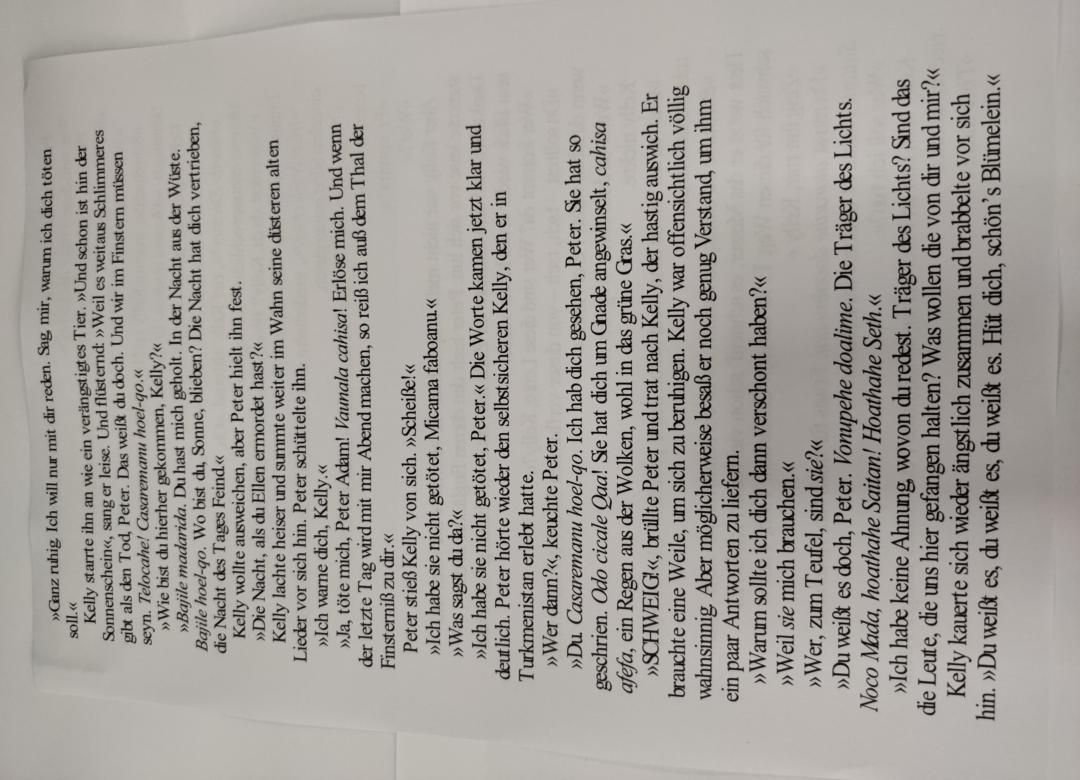 »Ganz ruhig. Ich will nur mit dir reden. Sag mir, warum ich dich töten
soll.«
Kelly starrte ihn an wie ein verängstigtes Tier. »Und schon ist hin der
Sonnenschein«, sang er leise. Und flüsternd: »Weil es weitaus Schlimmeres
gibt als den Tod, Peter. Das weißt du doch. Und wir im Finstern müssen
seyn. Telocahe! Casaremanu hoel-qo.«
»Wie bist du hierher gekommen, Kelly?«
»Bajile madarida. Du hast mich geholt. In der Nacht aus der Wüste.
Bajile hoel-qo. Wo bist du, Sonne, blieben? Die Nacht hat dich vertrieben,
die Nacht des Tages Feind.«
Kelly wollte ausweichen, aber Peter hielt ihn fest.
»Die Nacht, als du Ellen ermordet hast?«
Kelly lachte heiser und summte weiter im Wahn seine düsteren alten
Lieder vor sich hin. Peter schüttelte ihn.
»Ich warne dich, Kelly.«
»Ja, töte mich, Peter Adam! Vaunala cahisa! Erlöse mich. Und wenn
der letzte Tag wird mit mir Abend machen, so reiß ich auß dem Thal der
Finsterniß zu dir.«
Peter stieß Kelly von sich. »Scheiße!«
»Ich habe sie nicht getötet, Micama faboanu.«
»Was sagst du da?«
»Ich habe sie nicht getötet, Peter.« Die Worte kamen jetzt klar und
deutlich. Peter hörte wieder den selbstsicheren Kelly, den er in
Turkmenistan erlebt hatte.
»Wer dann?«, keuchte Peter.
»Du. Casaremanu hoel-qo. Ich hab dich gesehen, Peter. Sie hat so
geschrien. Odo cicale Qaa! Sie hat dich um Gnade angewinselt, cahisa
afefa, ein Regen aus der Wolken, wohl in das grüne Gras.«
»SCHWEIG!«, brüllte Peter und trat nach Kelly, der hastig auswich. Er
brauchte eine Weile, um sich zu beruhigen. Kelly war offensichtlich völlig
wahnsinnig. Aber möglicherweise besaß er noch genug Verstand, um ihm
ein paar Antworten zu liefern.
»Warum sollte ich dich dann verschont haben?«
»Weil sie mich brauchen.«
»Wer, zum Teufel, sind sie?«
»Du weißt es doch, Peter. Vonupehe doalime. Die Träger des Lichts.
Noco Mada, hoathahe Saitan! Hoathahe Seth.«
»Ich habe keine Ahnung, wovon du redest. Träger des Lichts? Sind das
die Leute, die uns hier gefangen halten? Was wollen die von dir und mir?«
Kelly kauerte sich wieder ängstlich zusammen und brabbelte vor sich
hin. »Du weißt es, du weißt es, du weißt es. Hüt dich, schön's Blümelein.«